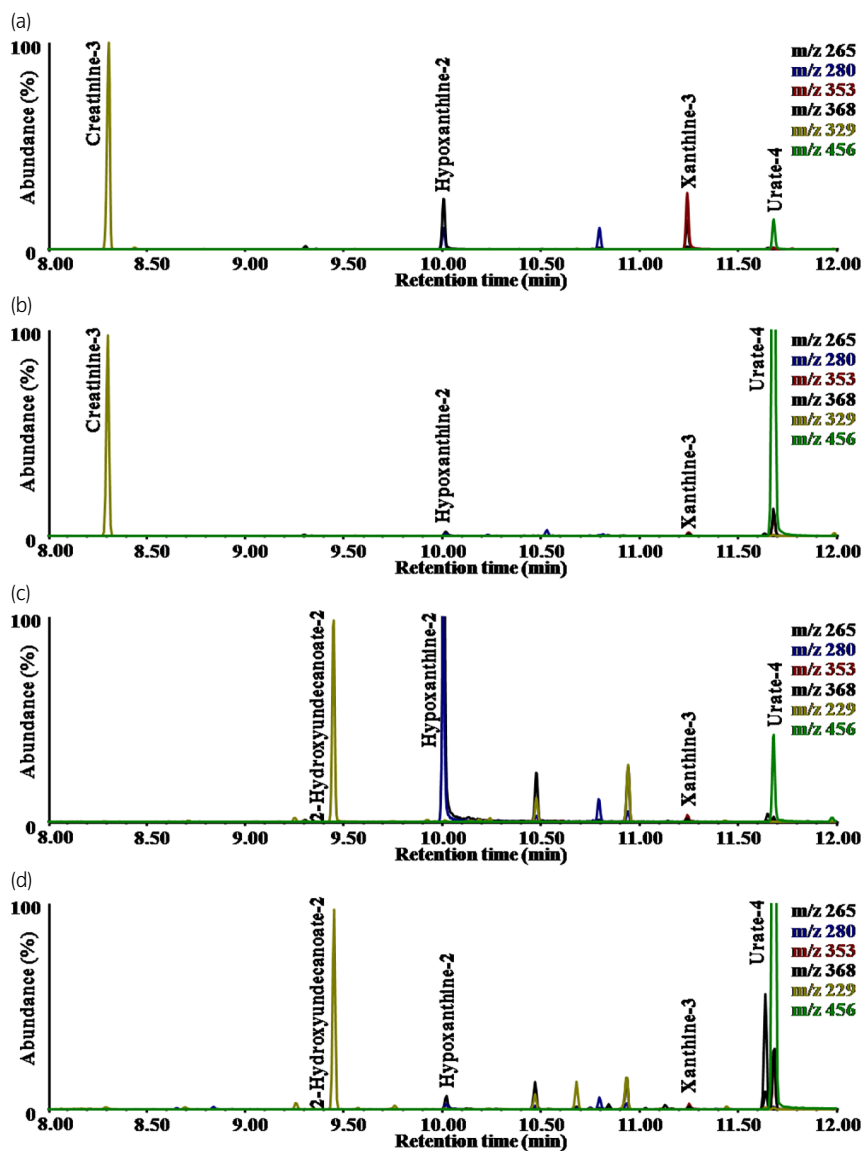 (a)
100
Abundance (%)
0
Creatinine-3
Hypoxanthine-2
Xanthine-3
Urate-4
m/z 265
m/z 280
m/z 353
m/z 368
m/z 329
m/z 456
8.00 8.50 9.00 9.50 10.00 10.50 11.00 11.50 12.00
Retention time (min)
(b)
100
Abundance (%)
0
Creatinine-3
Hypoxanthine-2
Xanthine-3
Urate-4
m/z 265
m/z 280
m/z 353
m/z 368
m/z 329
m/z 456
8.00 8.50 9.00 9.50 10.00 10.50 11.00 11.50 12.00
Retention time (min)
(c)
100
Abundance (%)
0
2-Hydroxyundecanoate-2
Hypoxanthine-2
Xanthine-3
Urate-4
m/z 265
m/z 280
m/z 353
m/z 368
m/z 229
m/z 456
8.00 8.50 9.00 9.50 10.00 10.50 11.00 11.50 12.00
Retention time (min)
(d)
100
Abundance (%)
0
2-Hydroxyundecanoate-2
Hypoxanthine-2
Xanthine-3
Urate-4
m/z 265
m/z 280
m/z 353
m/z 368
m/z 229
m/z 456
8.00 8.50 9.00 9.50 10.00 10.50 11.00 11.50 12.00
Retention time (min)